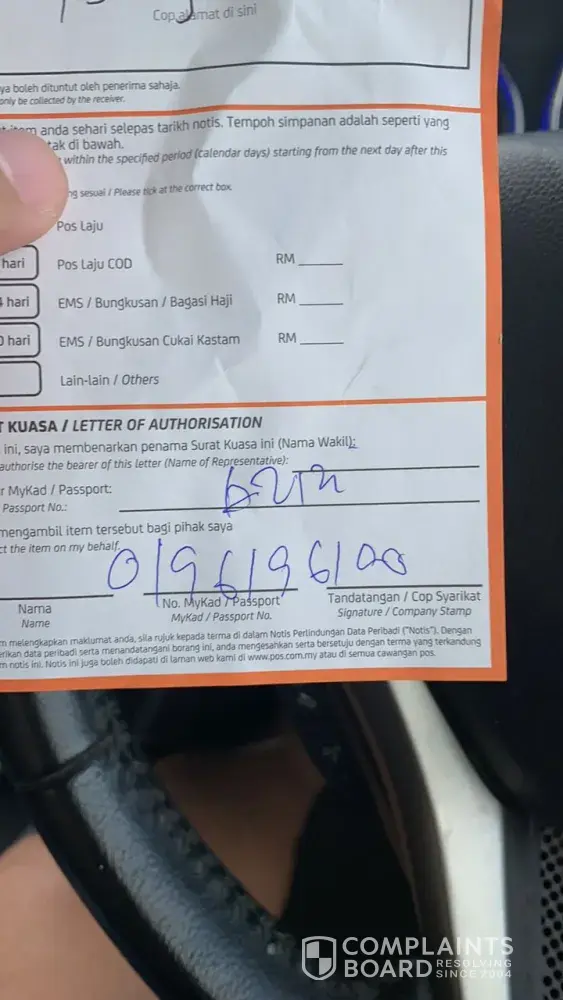 Cop alamat di sini
ya boleh dituntut oleh penerima sahaja.
only be collected by the receiver.
item anda sehari selepas tarikh notis. Tempoh simpanan adalah seperti yang
tak di bawah.
within the specified period (calendar days) starting from the next day after this
ng sesuai / Please tick at the correct box.
Pos Laju
hari Pos Laju COD RM
hari EMS / Bungkusan / Bagasi Haji RM
0 hari EMS / Bungkusan Cukai Kastam RM
Lain-lain / Others
T KUASA / LETTER OF AUTHORISATION
ini, saya membenarkan penama Surat Kuasa ini (Nama Wakil):
authorise the bearer of this letter (Name of Representative):
r MyKad / Passport:
Passport No.:
mengambil item tersebut bagi pihak saya
ct the item on my behalf.
Nama No. MyKad / Passport Tandatangan / Cop Syarikat
Name MyKad / Passport No. Signature / Company Stamp
m melengkapkan maklumat anda, sila rujuk kepada terma di dalam Notis Perlindungan Data Peribadi ("Notis"). Dengan
erikan data peribadi serta menandatangani borang ini, anda mengesahkan serta bersetuju dengan terma yang terkandung
m notis ini. Notis ini juga boleh didapati di laman web kami di www.pos.com.my atau di semua cawangan pos.
COMPLAINTS
BOARD RESOLVING
SINCE 2004